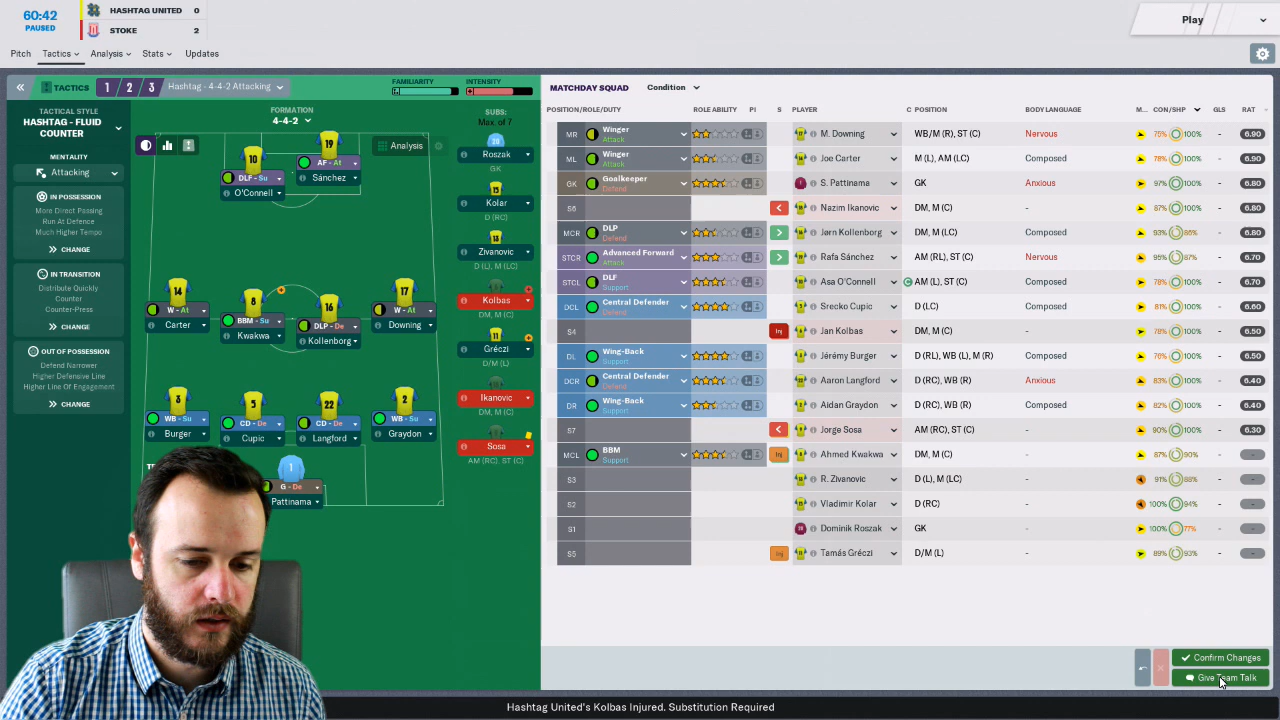 60:42
PAUSED
HASHTAG UNITED 0
STOKE 2
Play
Pitch Tactics Analysis Stats Updates
TACTICS 1 2 3 Hashtag - 4-4-2 Attacking
FAMILIARITY
INTENSITY
TACTICAL STYLE
HASHTAG - FLUID
COUNTER
MENTALITY
Attacking
IN POSSESSION
More Direct Passing
Run At Defence
Much Higher Tempo
CHANGE
IN TRANSITION
Distribute Quickly
Counter
Counter-Press
CHANGE
OUT OF POSSESSION
Defend Narrower
Higher Defensive Line
Higher Line of Engagement
CHANGE
FORMATION
4-4-2
Analysis
10
DLF - Su
O'Connell
19
AF - At
Sánchez
14
W - At
Carter
8
BBM - Su
Kwakwa
16
DLP - De
Kollenborg
17
W - At
Downing
3
WB - Su
Burger
5
CD - De
Cupic
22
CD - De
Langford
2
WB - Su
Graydon
1
G - De
Pattinama
SUBS:
Max. of 7
Roszak
GK
Kolar
D (RC)
Zivanovic
D (L), M (LC)
Kolbas
DM, M (C)
Gréczi
D/M (L)
Ikanovic
DM, M (C)
Sosa
AM (RC), ST (C)
MATCHDAY SQUAD Condition
POSITION/ROLE/DUTY ROLE ABILITY PI S PLAYER C POSITION BODY LANGUAGE M... CON/SHP GLS RAT
MR Winger Attack M. Downing WB/M (R), ST (C) Nervous 75% 100% - 6.90
ML Winger Attack Joe Carter M (L), AM (LC) Composed 78% 100% - 6.90
GK Goalkeeper Defend S. Pattinama GK Anxious 97% 100% - 6.80
S6 Nazim Ikanovic DM, M (C) - 87% 100% - 6.80
MCR DLP Defend Jørn Kollenborg DM, M (LC) Composed 93% 86% - 6.80
STCR Advanced Forward Attack Rafa Sánchez AM (RL), ST (C) Nervous 95% 87% - 6.70
STCL DLF Support Asa O'Connell C AM (L), ST (C) Composed 78% 100% - 6.70
DCL Central Defender Defend Srecko Cupic D (LC) Composed 81% 100% - 6.60
S4 Inj Jan Kolbas DM, M (C) - 78% 100% - 6.50
DL Wing-Back Support Jérémy Burger D (RL), WB (L), M (R) Composed 76% 100% - 6.50
DCR Central Defender Defend Aaron Langford D (RC), WB (R) Anxious 83% 100% - 6.40
DR Wing-Back Support Aidan Graydon D (RC), WB (R) Composed 82% 100% - 6.40
S7 Jorge Sosa AM (RC), ST (C) - 90% 100% - 6.30
MCL BBM Support Inj Ahmed Kwakwa DM, M (C) - 87% 90% - -
S3 R. Zivanovic D (L), M (LC) - 91% 88% - -
S2 Vladimir Kolar D (RC) - 100% 94% - -
S1 Dominik Roszak GK - 100% 77% - -
S5 Inj Tamás Gréczi D/M (L) - 89% 93% - -
Confirm Changes
Give Team Talk
Hashtag United's Kolbas Injured. Substitution Required